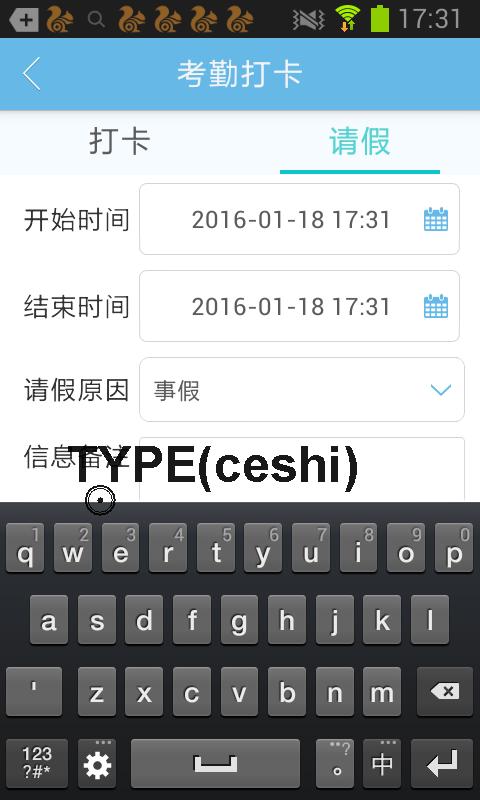 17:31
考勤打卡
打卡 请假
开始时间 2016-01-18 17:31
结束时间 2016-01-18 17:31
请假原因 事假
信息备注
TYPE(ceshi)
1 2 3 4 5 6 7 8 9 0
q w e r t y u i o p
a s d f g h j k l
' z x c v b n m
123 ?#* 。 ? 中